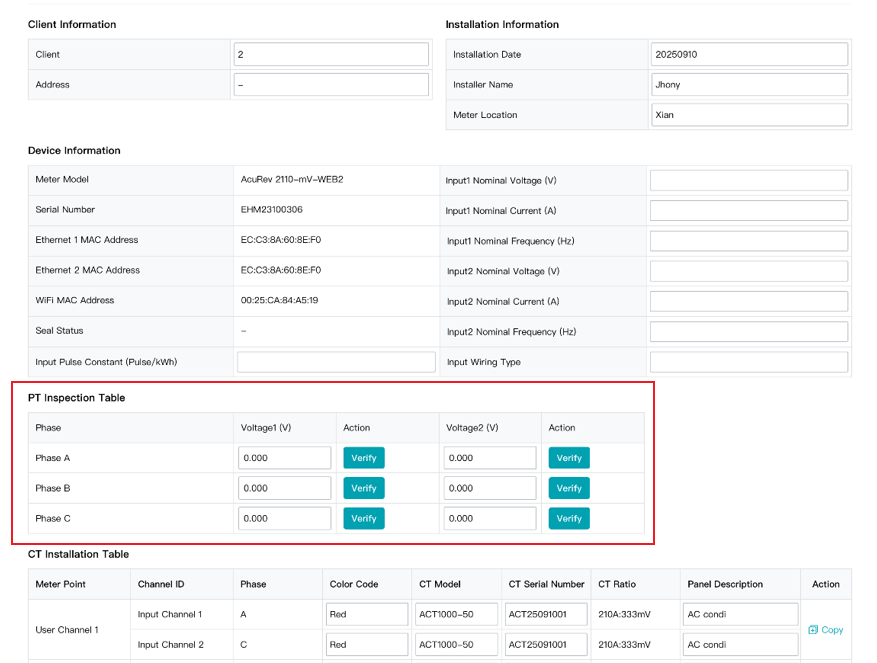 Client Information
Client 2
Address –
Installation Information
Installation Date 20250910
Installer Name Jhony
Meter Location Xian
Device Information
Meter Model AcuRev 2110-mV-WEB2 Input1 Nominal Voltage (V)
Serial Number EHM23100306 Input1 Nominal Current (A)
Ethernet 1 MAC Address EC:C3:8A:60:8E:F0 Input1 Nominal Frequency (Hz)
Ethernet 2 MAC Address EC:C3:8A:60:8E:F0 Input2 Nominal Voltage (V)
WiFi MAC Address 00:25:CA:84:A5:19 Input2 Nominal Current (A)
Seal Status – Input2 Nominal Frequency (Hz)
Input Pulse Constant (Pulse/kWh) Input Wiring Type
PT Inspection Table
Phase Voltage1 (V) Action Voltage2 (V) Action
Phase A 0.000 Verify 0.000 Verify
Phase B 0.000 Verify 0.000 Verify
Phase C 0.000 Verify 0.000 Verify
CT Installation Table
Meter Point Channel ID Phase Color Code CT Model CT Serial Number CT Ratio Panel Description Action
User Channel 1 Input Channel 1 A Red ACT1000-50 ACT25091001 210A:333mV AC condi Copy
Input Channel 2 C Red ACT1000-50 ACT25091001 210A:333mV AC condi